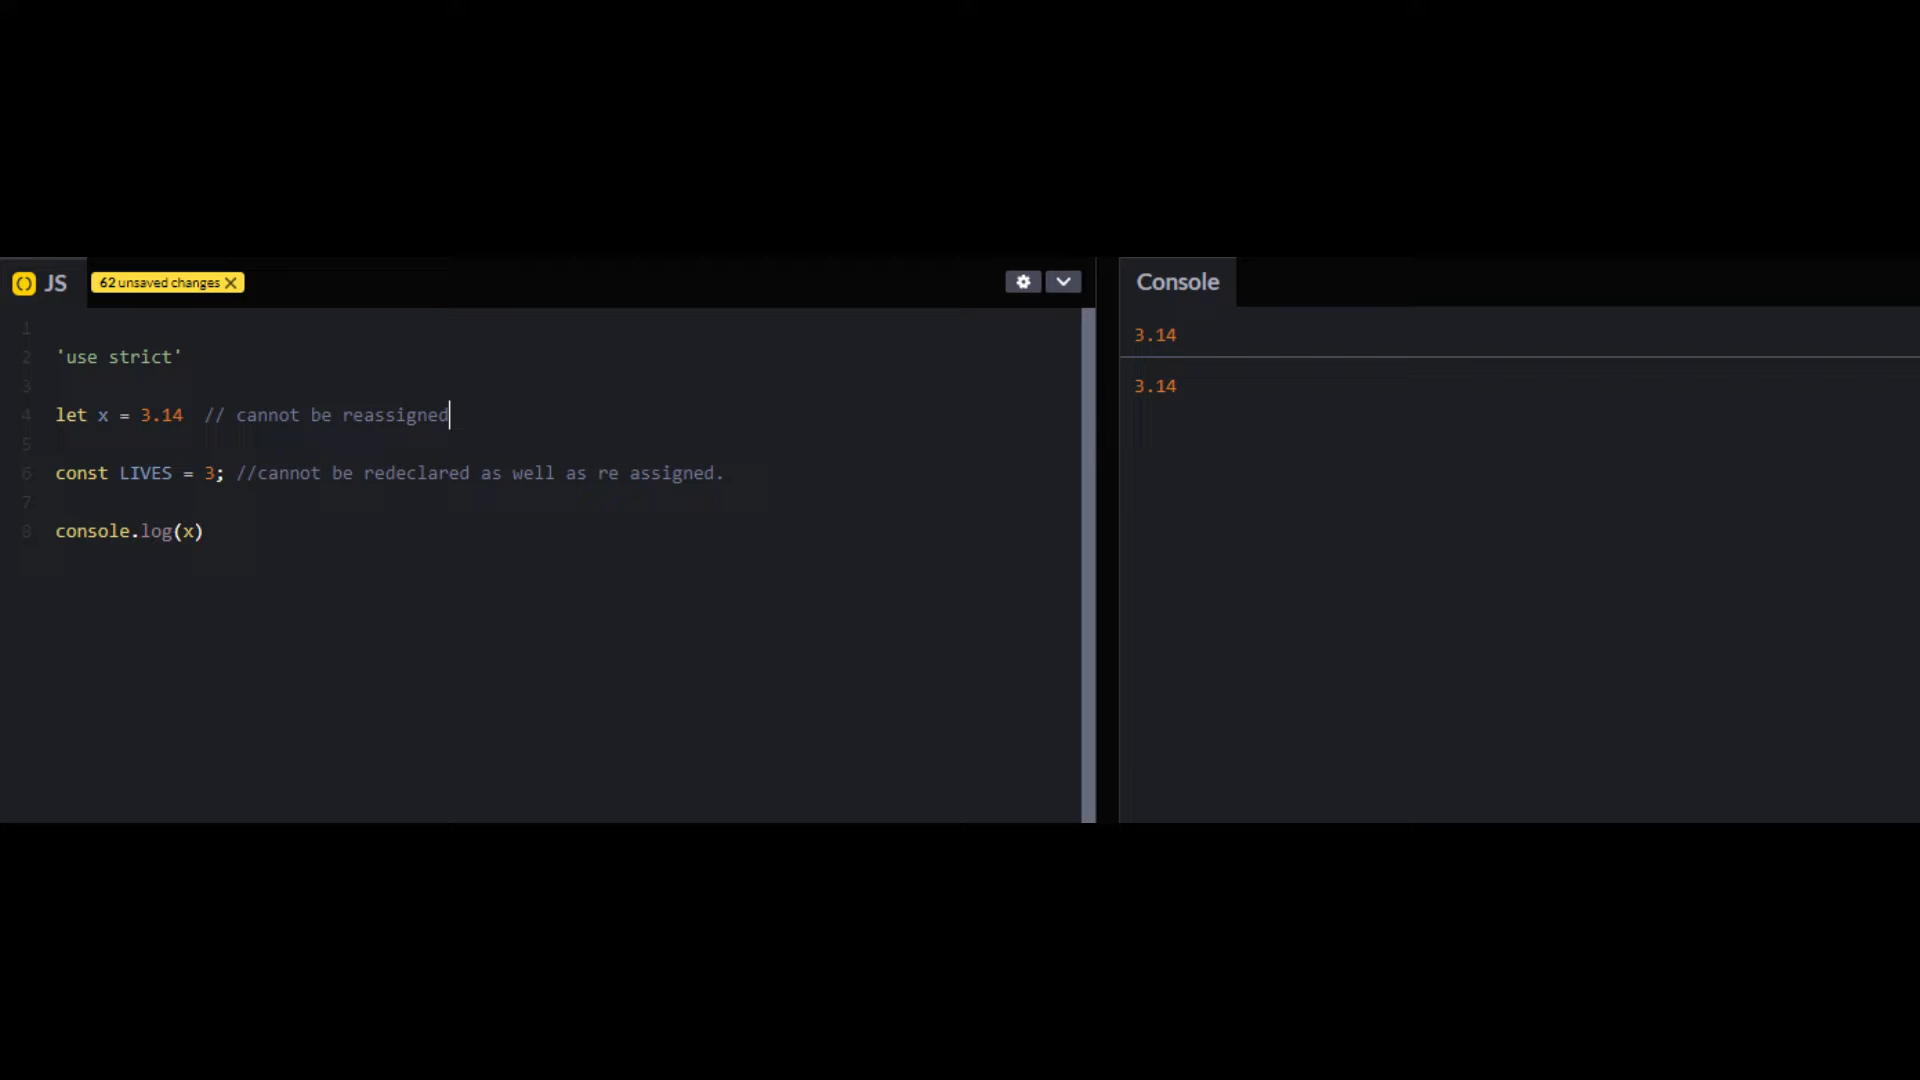 JS 62 unsaved changes
Console
1
2 'use strict'
3
4 let x = 3.14 // cannot be reassigned
5
6 const LIVES = 3; //cannot be redeclared as well as re assigned.
7
8 console.log(x)
3.14
3.14